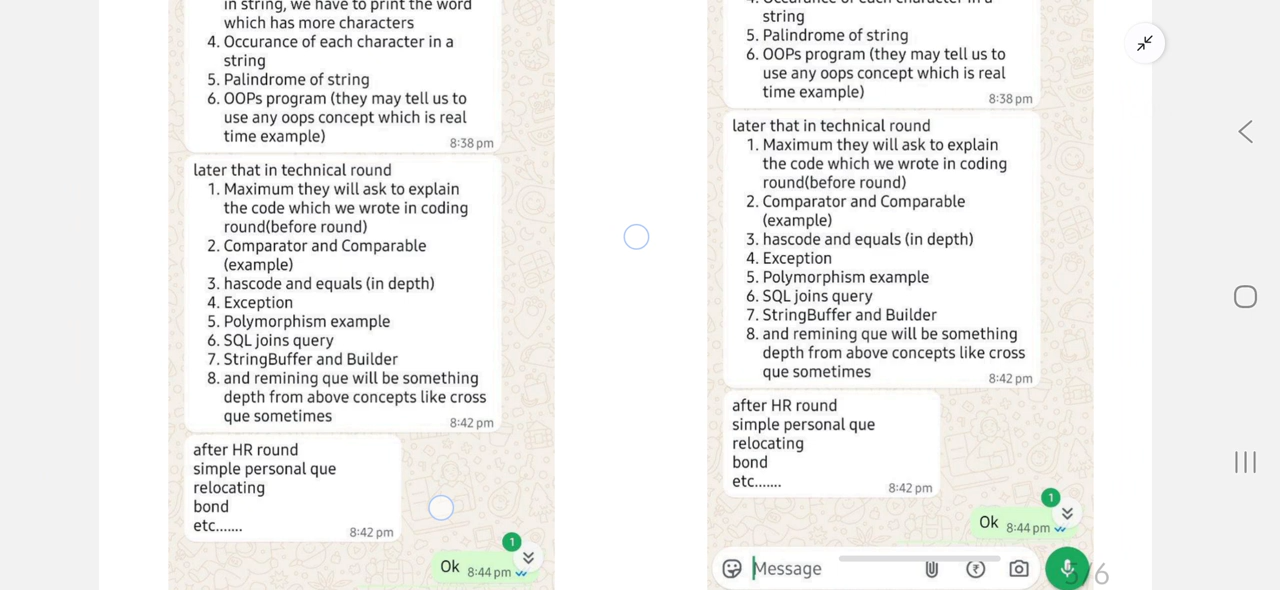 in string, we have to print the word
which has more characters
4. Occurance of each character in a
string
5. Palindrome of string
6. OOPs program (they may tell us to
use any oops concept which is real
time example)
8:38 pm
later that in technical round
1. Maximum they will ask to explain
the code which we wrote in coding
round(before round)
2. Comparator and Comparable
(example)
3. hascode and equals (in depth)
4. Exception
5. Polymorphism example
6. SQL joins query
7. StringBuffer and Builder
8. and remining que will be something
depth from above concepts like cross
que sometimes
8:42 pm
after HR round
simple personal que
relocating
bond
etc.......
8:42 pm
1
Ok 8:44 pm
4. Occurance of each character in a
string
5. Palindrome of string
6. OOPs program (they may tell us to
use any oops concept which is real
time example)
8:38 pm
later that in technical round
1. Maximum they will ask to explain
the code which we wrote in coding
round(before round)
2. Comparator and Comparable
(example)
3. hascode and equals (in depth)
4. Exception
5. Polymorphism example
6. SQL joins query
7. StringBuffer and Builder
8. and remining que will be something
depth from above concepts like cross
que sometimes
8:42 pm
after HR round
simple personal que
relocating
bond
etc.......
8:42 pm
1
Ok 8:44 pm
Message
/6